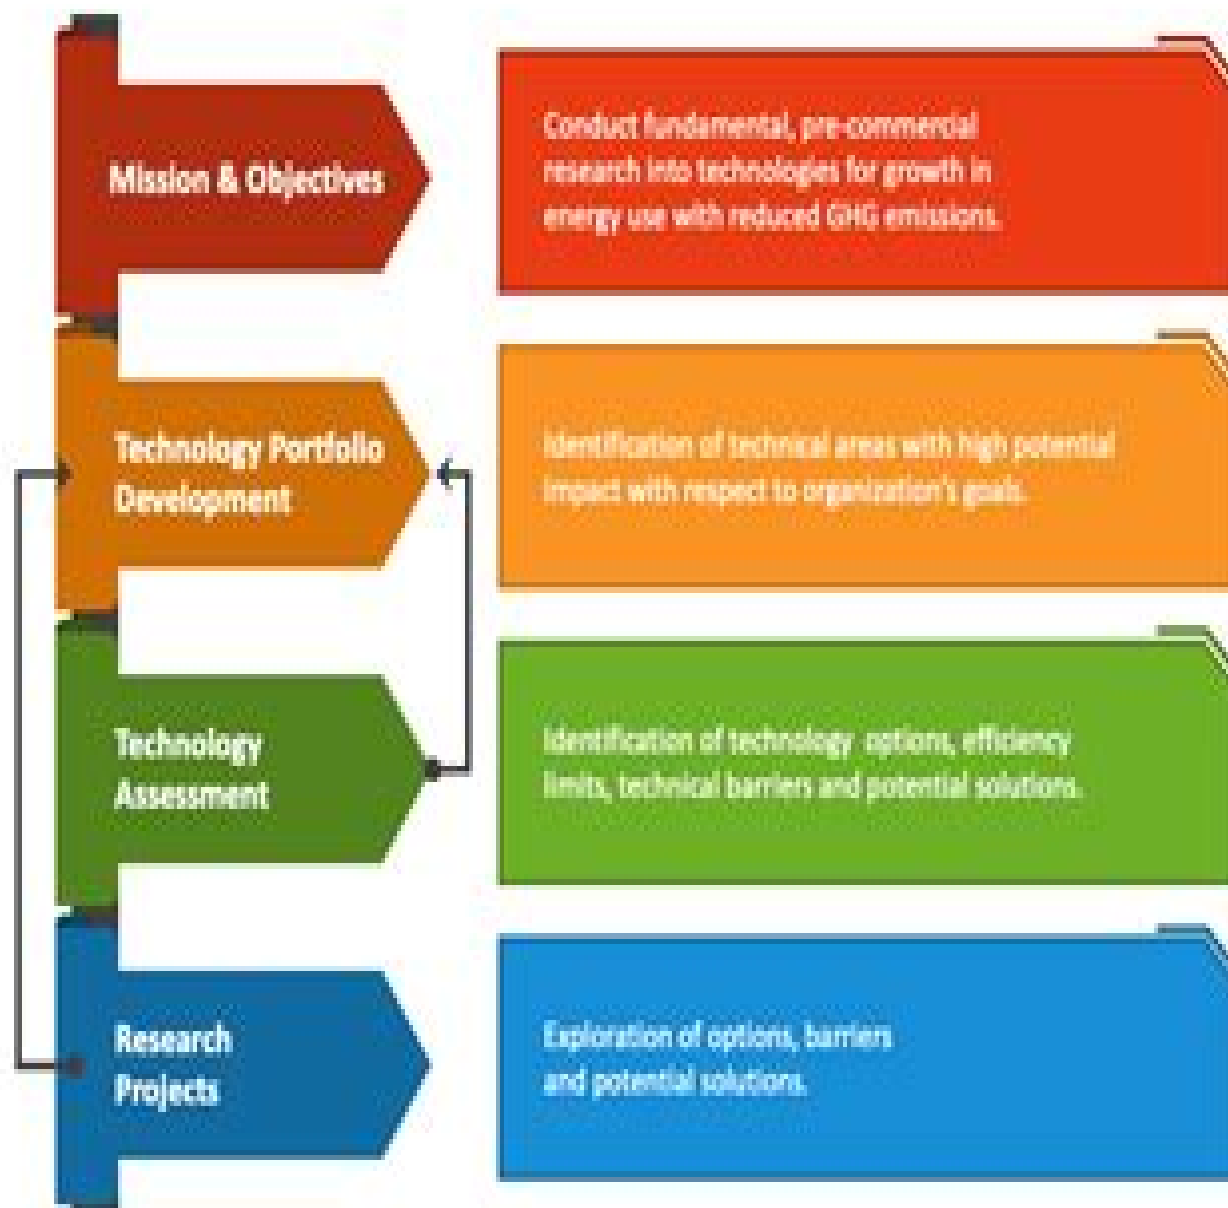 Mission & Objectives
Conduct fundamental, pre-commercial
research into technologies for growth in
energy use with reduced GHG emissions.
Technology Portfolio
Development
Identification of technical areas with high potential
impact with respect to organization's goals.
Technology
Assessment
Identification of technology options, efficiency
limits, technical barriers and potential solutions.
Research
Projects
Exploration of options, barriers
and potential solutions.